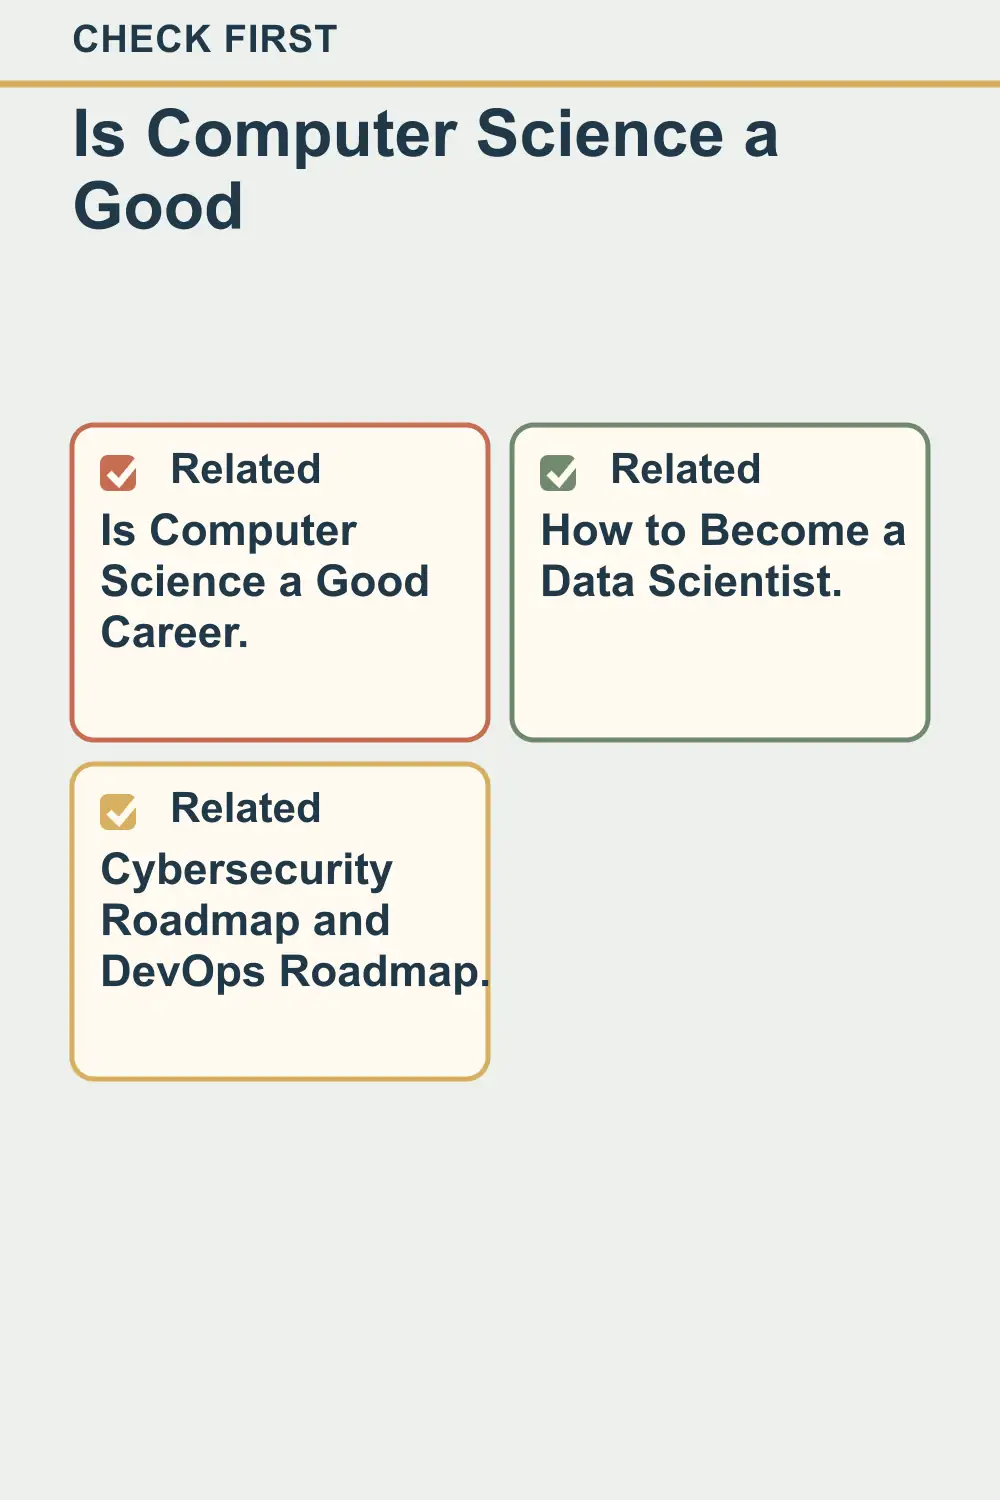 CHECK FIRST
Is Computer Science a
Good
Related
Is Computer
Science a Good
Career.
Related
How to Become a
Data Scientist.
Related
Cybersecurity
Roadmap and
DevOps Roadmap.